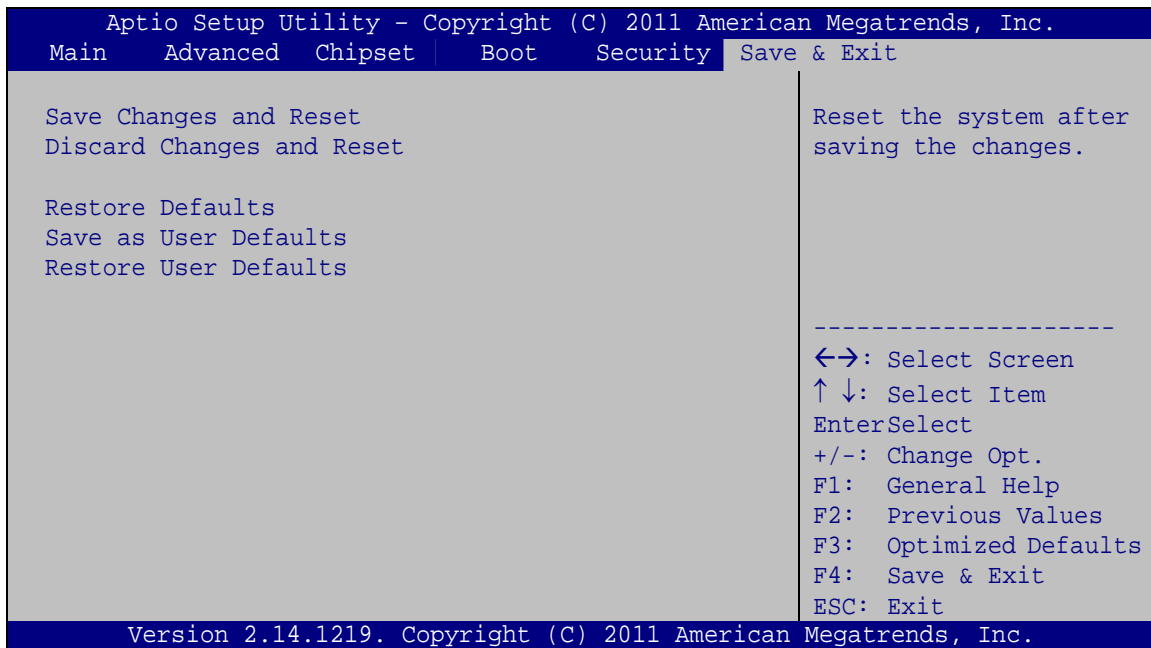 Aptio Setup Utility – Copyright (C) 2011 American Megatrends, Inc.
Main Advanced Chipset Boot Security Save & Exit
Save Changes and Reset
Discard Changes and Reset
Restore Defaults
Save as User Defaults
Restore User Defaults
Reset the system after
saving the changes.
---------------------
←→: Select Screen
↑ ↓: Select Item
EnterSelect
+/-: Change Opt.
F1: General Help
F2: Previous Values
F3: Optimized Defaults
F4: Save & Exit
ESC: Exit
Version 2.14.1219. Copyright (C) 2011 American Megatrends, Inc.